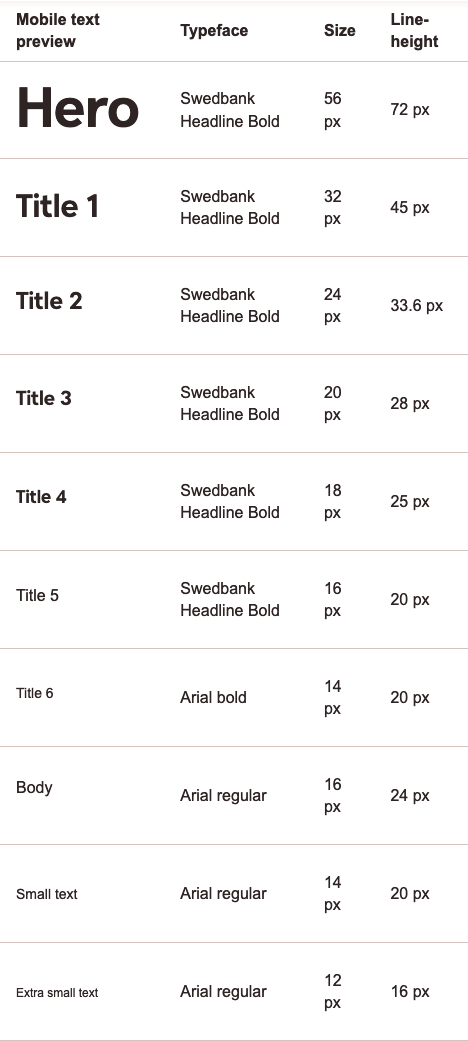 Mobile text preview Typeface Size Line-height
Hero Swedbank Headline Bold 56 px 72 px
Title 1 Swedbank Headline Bold 32 px 45 px
Title 2 Swedbank Headline Bold 24 px 33.6 px
Title 3 Swedbank Headline Bold 20 px 28 px
Title 4 Swedbank Headline Bold 18 px 25 px
Title 5 Swedbank Headline Bold 16 px 20 px
Title 6 Arial bold 14 px 20 px
Body Arial regular 16 px 24 px
Small text Arial regular 14 px 20 px
Extra small text Arial regular 12 px 16 px